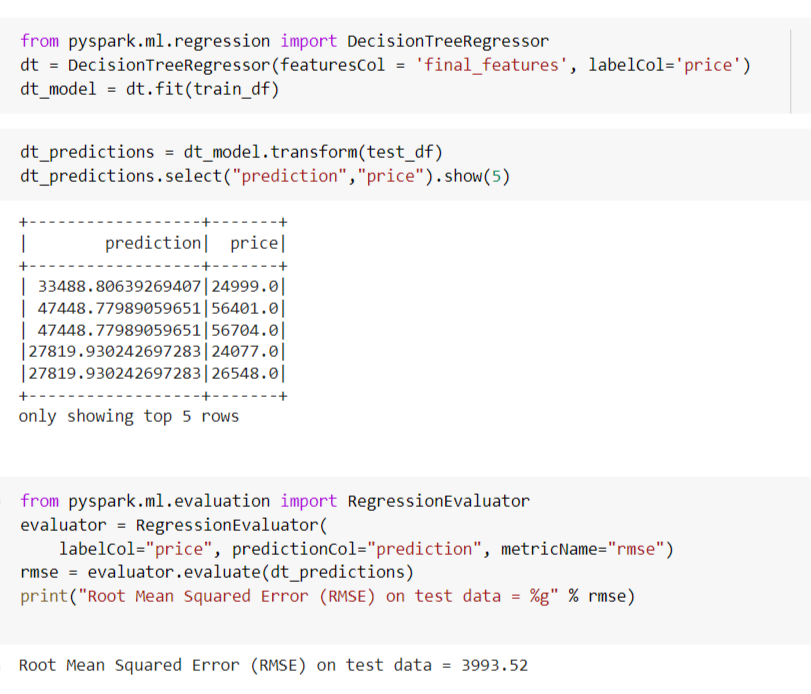 from pyspark.ml.regression import DecisionTreeRegressor
dt = DecisionTreeRegressor(featuresCol = 'final_features', labelCol='price')
dt_model = dt.fit(train_df)
dt_predictions = dt_model.transform(test_df)
dt_predictions.select("prediction","price").show(5)
+------------------+-------+
|        prediction|  price|
+------------------+-------+
| 33488.80639269407|24999.0|
| 47448.77989059651|56401.0|
| 47448.77989059651|56704.0|
|27819.930242697283|24077.0|
|27819.930242697283|26548.0|
+------------------+-------+
only showing top 5 rows
from pyspark.ml.evaluation import RegressionEvaluator
evaluator = RegressionEvaluator(
    labelCol="price", predictionCol="prediction", metricName="rmse")
rmse = evaluator.evaluate(dt_predictions)
print("Root Mean Squared Error (RMSE) on test data = %g" % rmse)
Root Mean Squared Error (RMSE) on test data = 3993.52